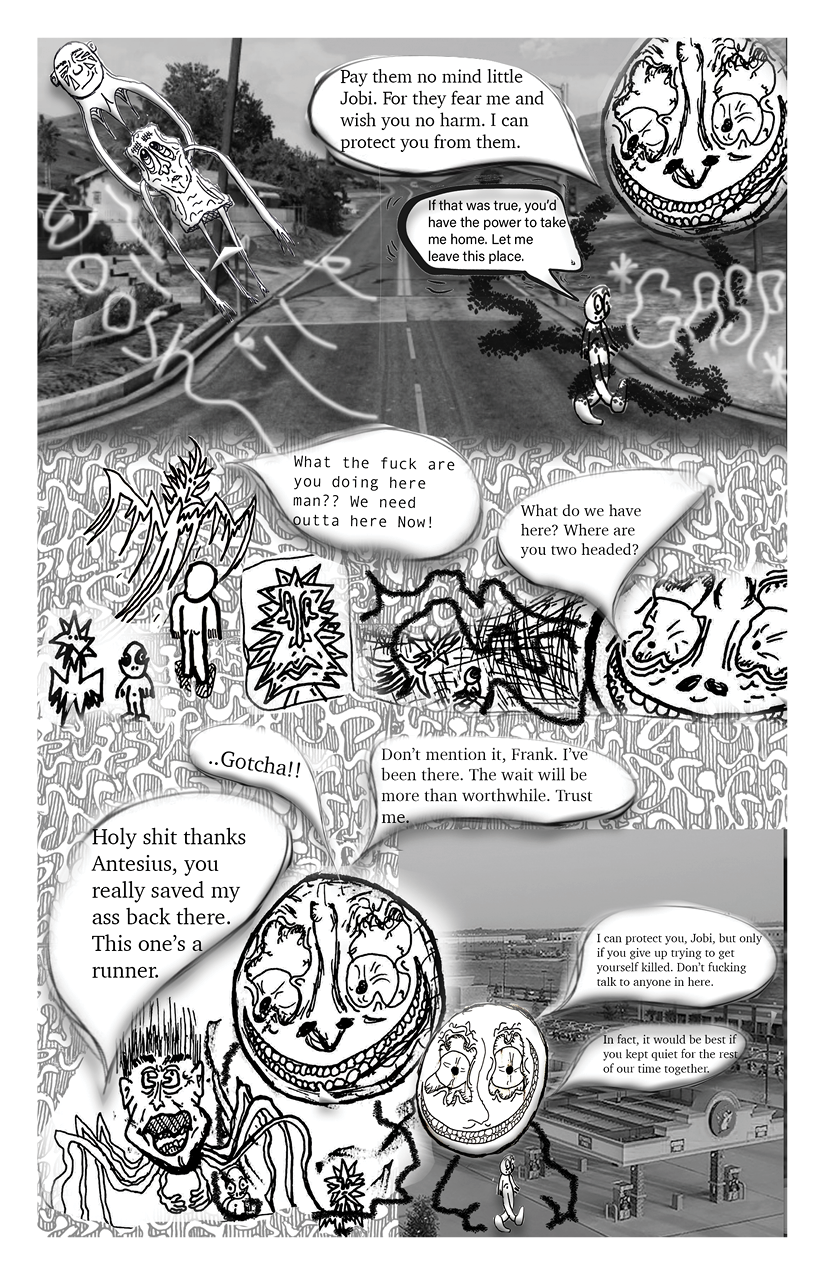 Pay them no mind little
Jobi. For they fear me and
wish you no harm. I can
protect you from them.
If that was true, you'd
have the power to take
me home. Let me
leave this place.
WOOSH
*GASP*
What the fuck are
you doing here
man?? We need
outta here Now!
What do we have
here? Where are
you two headed?
..Gotcha!!
Don't mention it, Frank. I've
been there. The wait will be
more than worthwhile. Trust
me.
Holy shit thanks
Antesius, you
really saved my
ass back there.
This one's a
runner.
I can protect you, Jobi, but only
if you give up trying to get
yourself killed. Don't fucking
talk to anyone in here.
In fact, it would be best if
you kept quiet for the rest
of our time together.